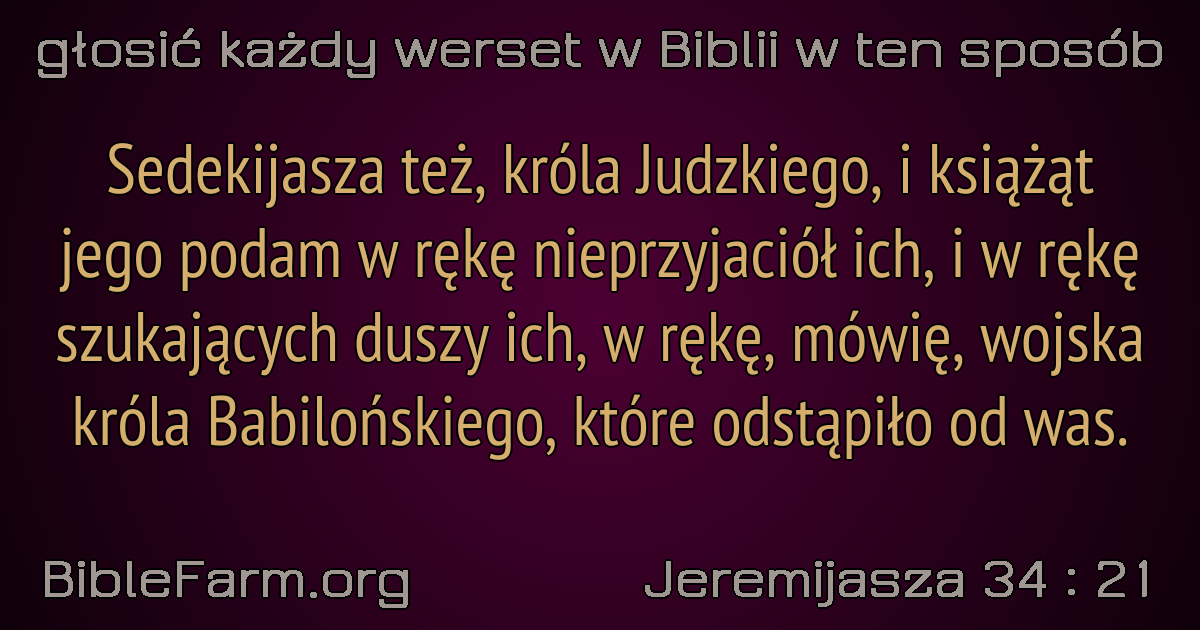 głosić każdy werset w Biblii w ten sposób
Sedekijasza też, króla Judzkiego, i książąt
jego podam w rękę nieprzyjaciół ich, i w rękę
szukających duszy ich, w rękę, mówię, wojska
króla Babilońskiego, które odstąpiło od was.
BibleFarm.org
Jeremijasza 34 : 21